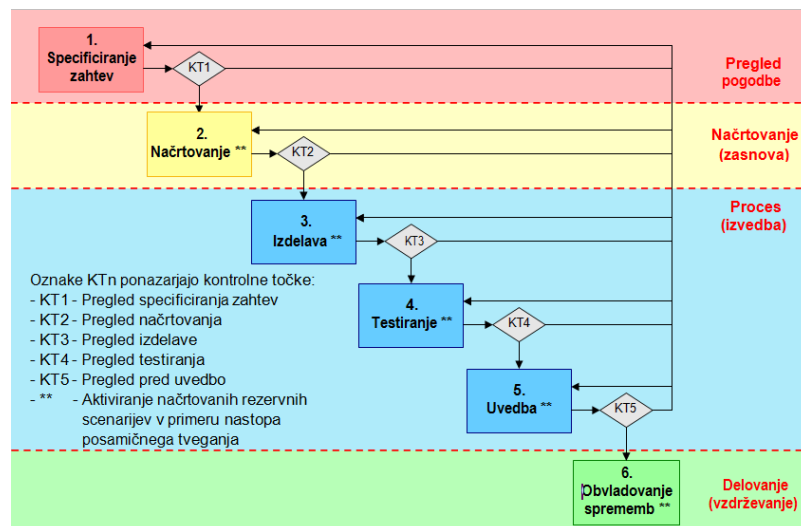 1.
Specificiranje
zahtev
KT1
Pregled
pogodbe
2.
Načrtovanje **
KT2
Načrtovanje
(zasnova)
3.
Izdelava **
KT3
Proces
(izvedba)
Oznake KTn ponazarjajo kontrolne točke:
- KT1 - Pregled specificiranja zahtev
- KT2 - Pregled načrtovanja
- KT3 - Pregled izdelave
- KT4 - Pregled testiranja
- KT5 - Pregled pred uvedbo
- ** - Aktiviranje načrtovanih rezervnih
scenarijev v primeru nastopa
posamičnega tveganja
4.
Testiranje **
KT4
5.
Uvedba **
KT5
6.
Obvladovanje
sprememb **
Delovanje
(vzdrževanje)